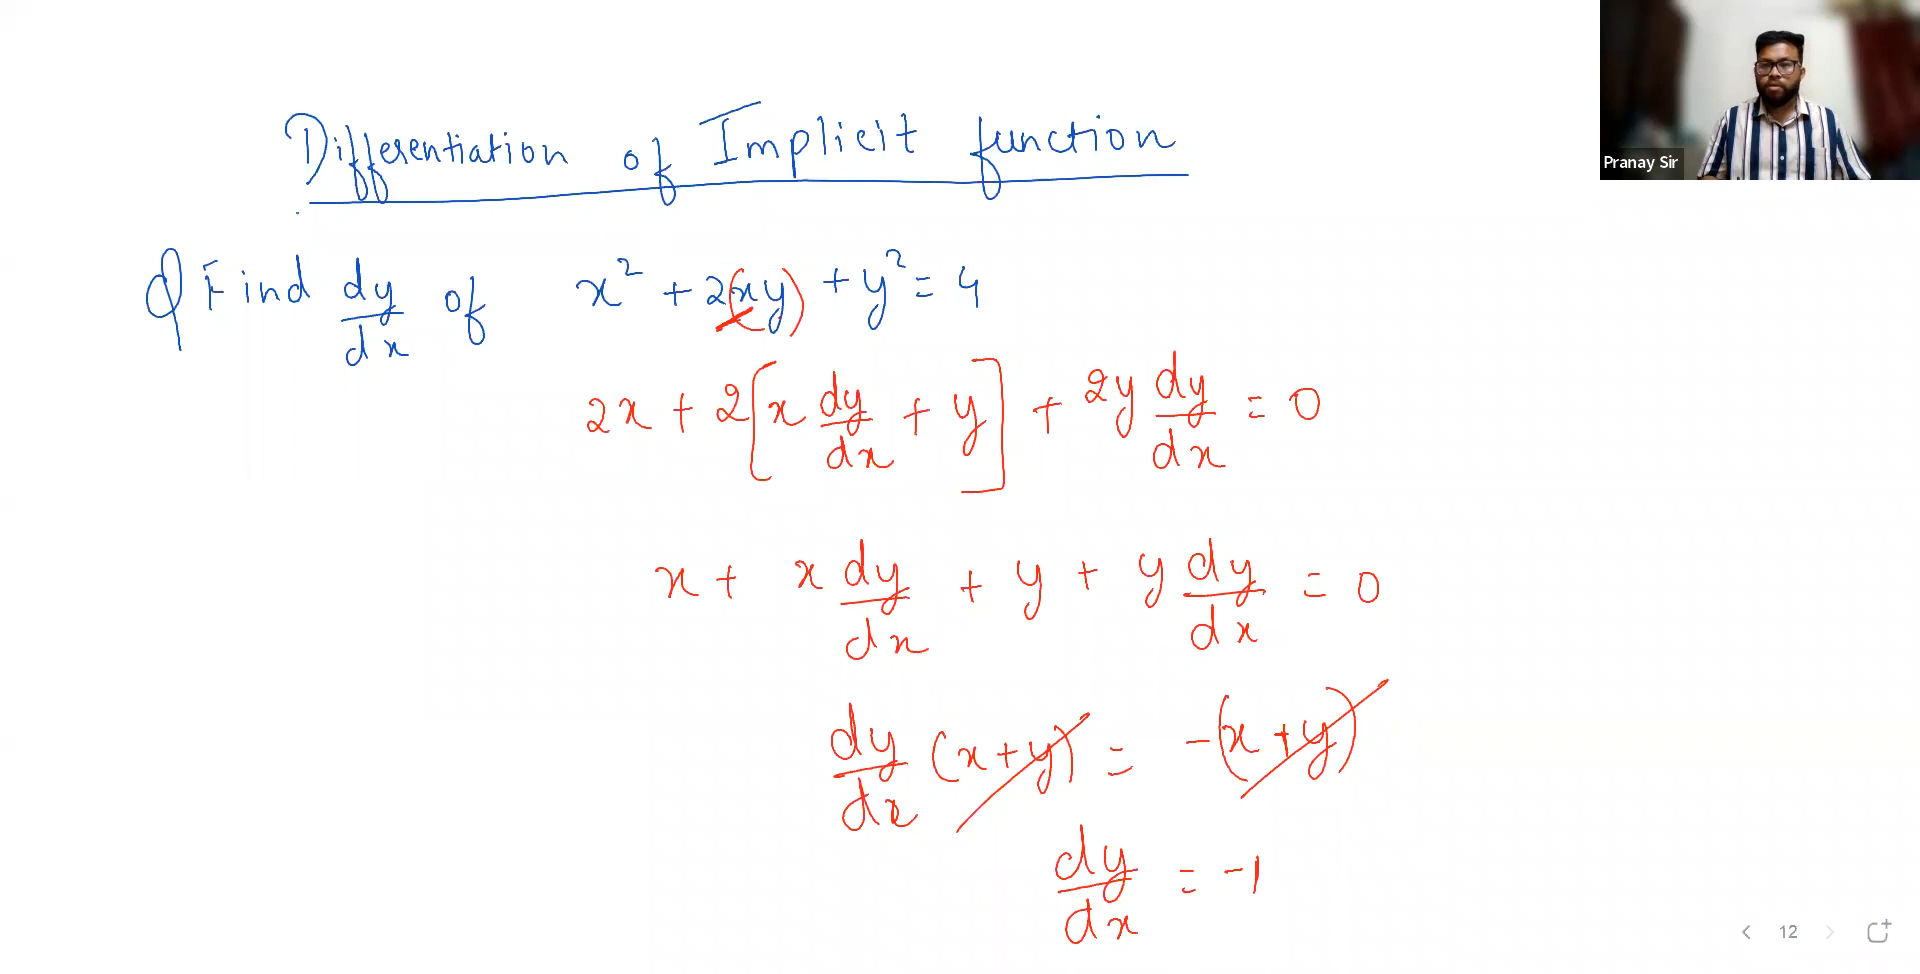 Differentiation of Implicit function
Pranay Sir
Q Find dy/dx of x² + 2(xy) + y² = 4
2x + 2[x dy/dx + y] + 2y dy/dx = 0
x + x dy/dx + y + y dy/dx = 0
dy/dx (x+y) = -(x+y)
dy/dx = -1
12